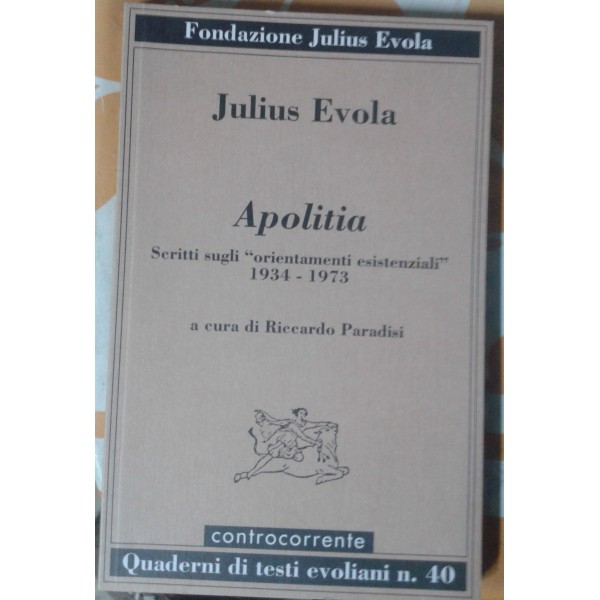 Fondazione Julius Evola
Julius Evola
Apolitia
Scritti sugli “orientamenti esistenziali”
1934 - 1973
a cura di Riccardo Paradisi
controcorrente
Quaderni di testi evoliani n. 40